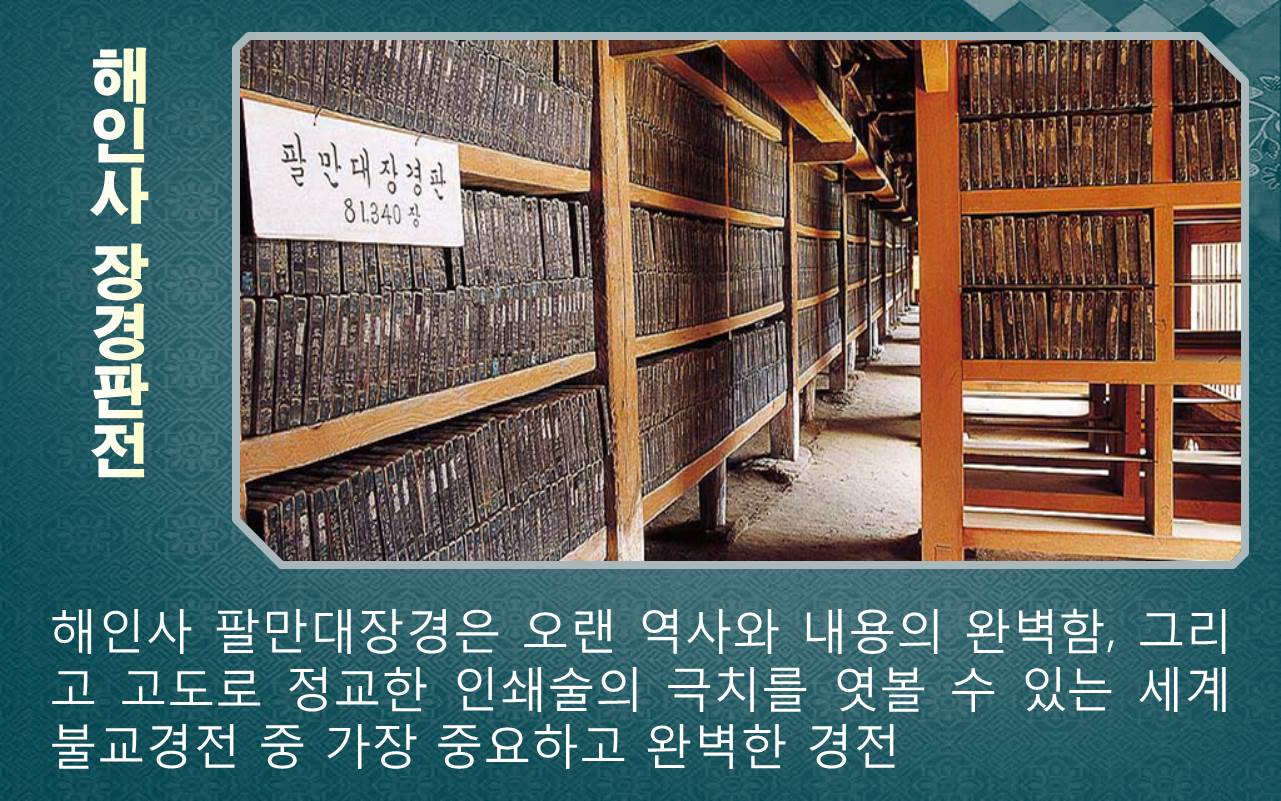 해인사 장경판전
팔만대장경판
81.340 장
해인사 팔만대장경은 오랜 역사와 내용의 완벽함, 그리
고 고도로 정교한 인쇄술의 극치를 엿볼 수 있는 세계
불교경전 중 가장 중요하고 완벽한 경전